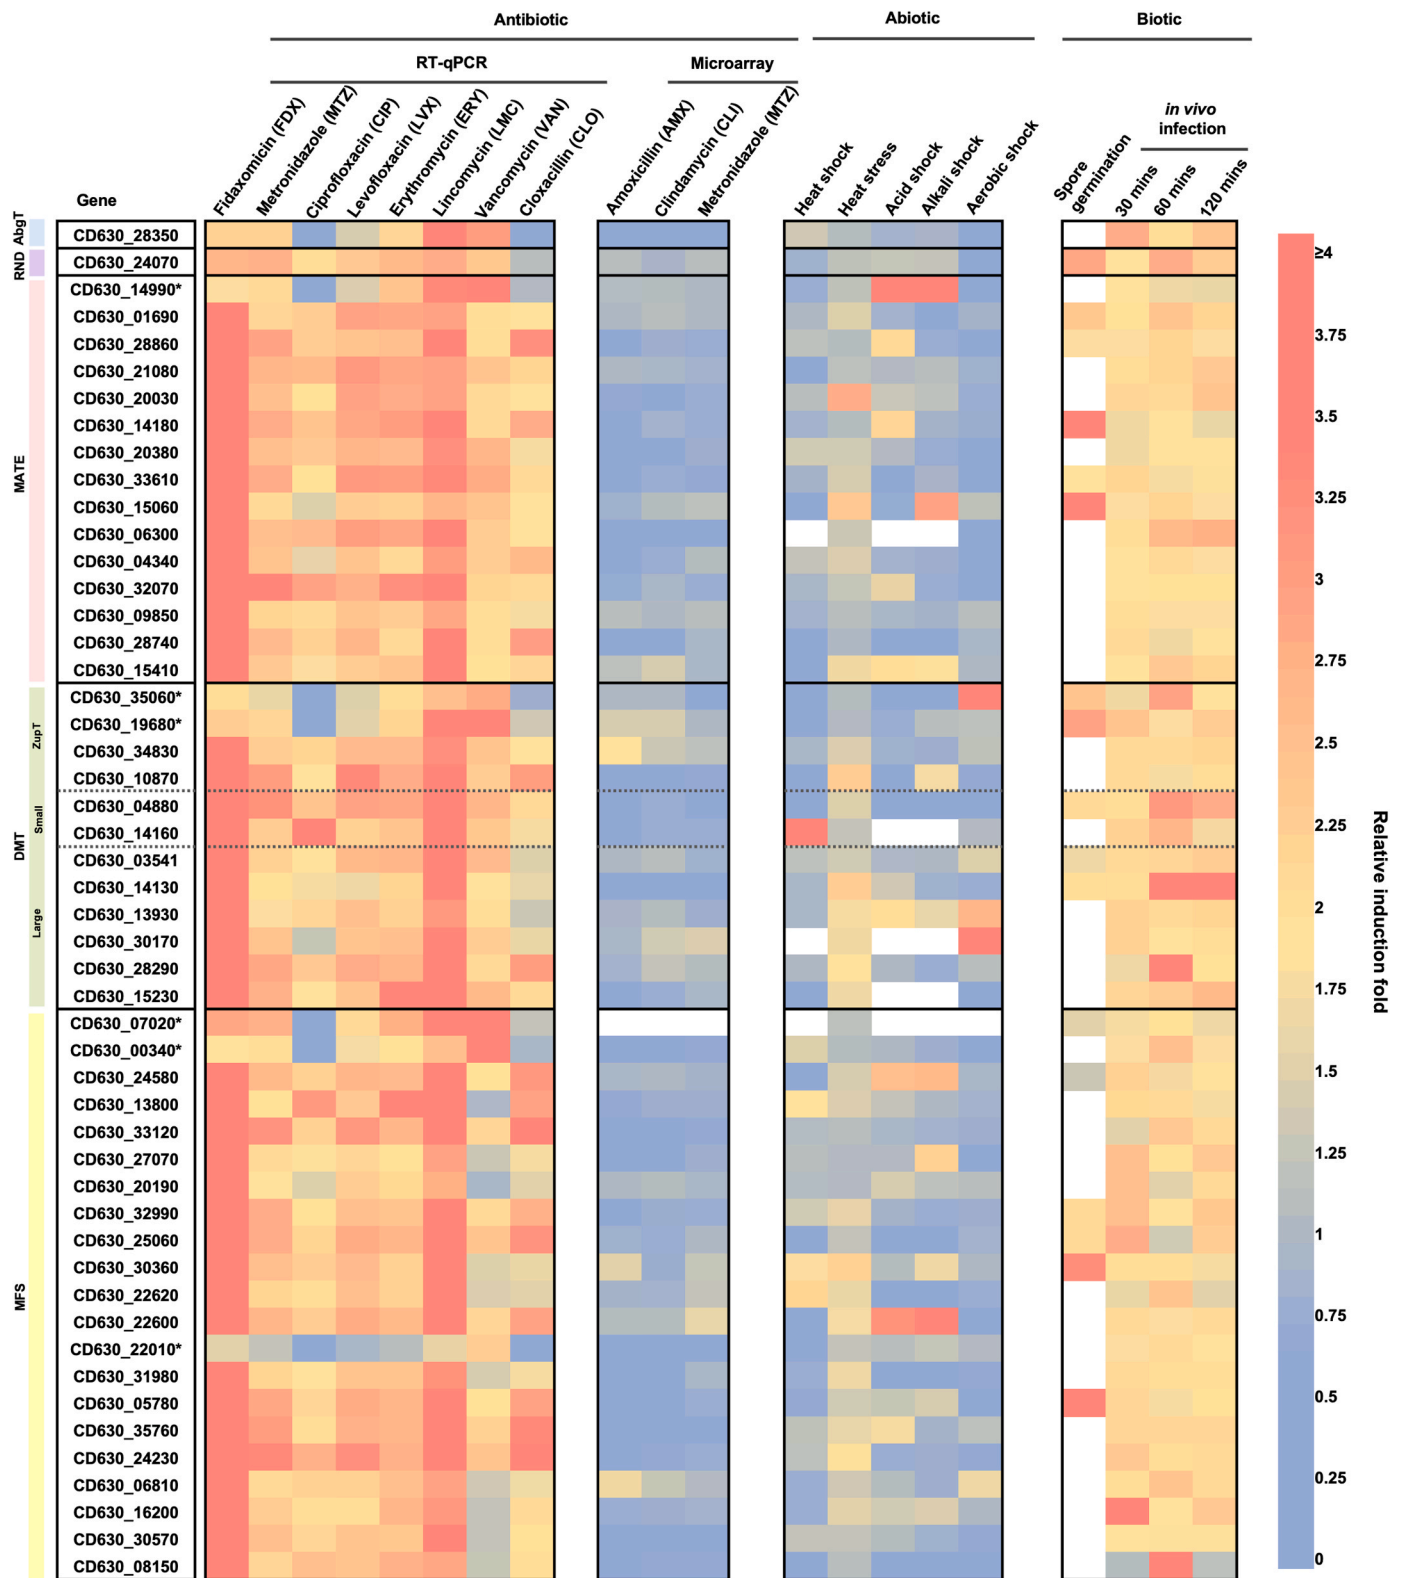 Antibiotic
Abiotic
Biotic
RT-qPCR
Microarray
in vivo
infection
Gene
Fidaxomicin (FDX)
Metronidazole (MTZ)
Ciprofloxacin (CIP)
Levofloxacin (LVX)
Erythromycin (ERY)
Lincomycin (LMC)
Vancomycin (VAN)
Cloxacillin (CLO)
Amoxicillin (AMX)
Clindamycin (CLI)
Metronidazole (MTZ)
Heat shock
Heat stress
Acid shock
Alkali shock
Aerobic shock
Spore
germination
30 mins
60 mins
120 mins
AbgT
CD630_28350
RND
CD630_24070
MATE
CD630_14990*
CD630_01690
CD630_28860
CD630_21080
CD630_20030
CD630_14180
CD630_20380
CD630_33610
CD630_15060
CD630_06300
CD630_04340
CD630_32070
CD630_09850
CD630_28740
CD630_15410
DMT
ZupT
CD630_35060*
CD630_19680*
CD630_34830
CD630_10870
Small
CD630_04880
CD630_14160
Large
CD630_03541
CD630_14130
CD630_13930
CD630_30170
CD630_28290
CD630_15230
MFS
CD630_07020*
CD630_00340*
CD630_24580
CD630_13800
CD630_33120
CD630_27070
CD630_20190
CD630_32990
CD630_25060
CD630_30360
CD630_22620
CD630_22600
CD630_22010*
CD630_31980
CD630_05780
CD630_35760
CD630_24230
CD630_06810
CD630_16200
CD630_30570
CD630_08150
≥4
3.75
3.5
3.25
3
2.75
2.5
2.25
2
1.75
1.5
1.25
1
0.75
0.5
0.25
0
Relative induction fold